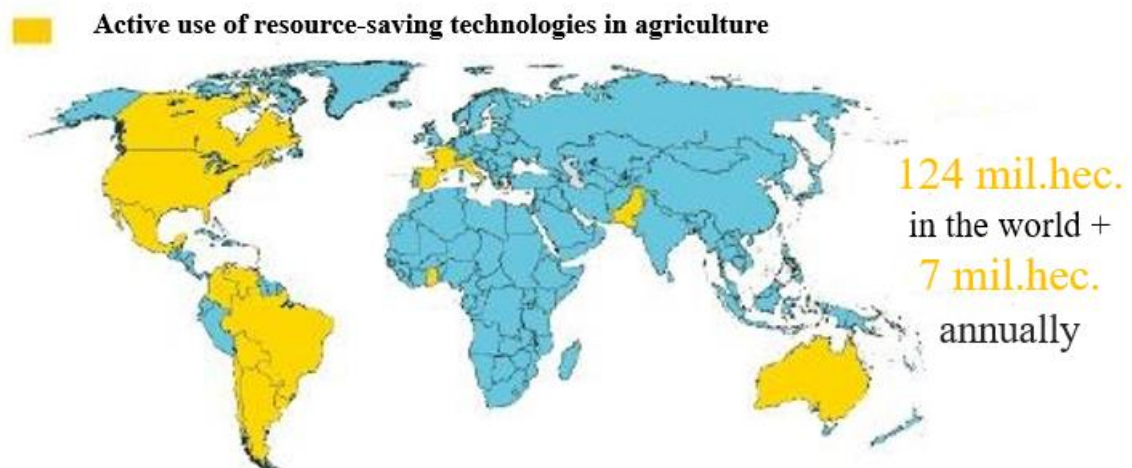 Active use of resource-saving technologies in agriculture
124 mil.hec.
in the world +
7 mil.hec.
annually